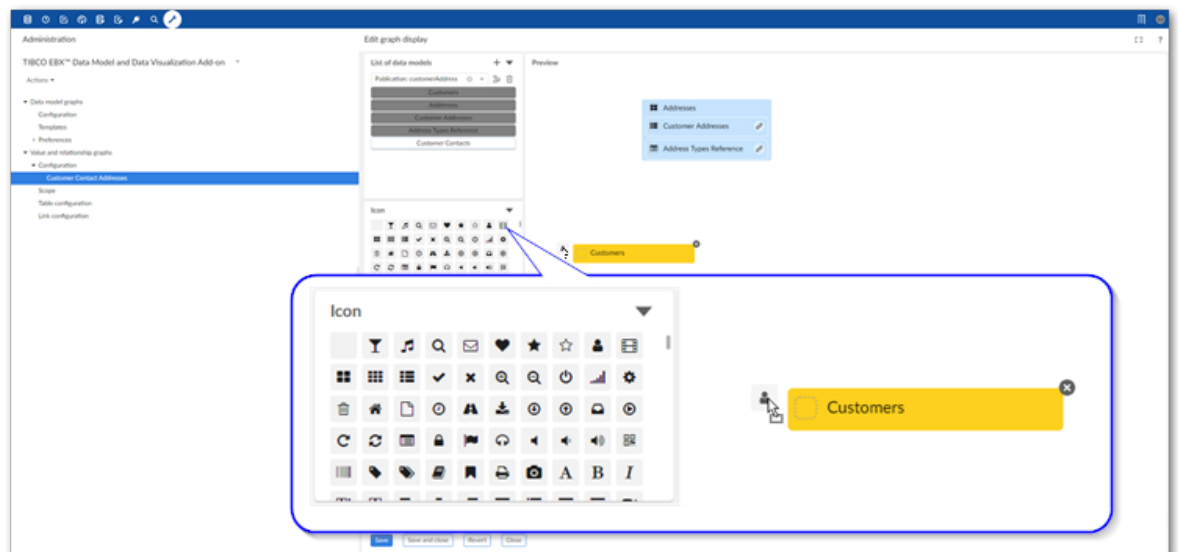 Administration
Edit graph display
?
TIBCO EBX™ Data Model and Data Visualization Add-on
Actions
Data model graphs
Configuration
Templates
Preferences
Value and relationship graphs
Configuration
Customer Contact Addresses
Scope
Table configuration
Link configuration
List of data models
Publication: customerAddress
Customers
Addresses
Customer Addresses
Address Types Reference
Customer Contacts
Icon
Preview
Addresses
Customer Addresses
Address Types Reference
Customers
Icon
A B I
Customers
Save
Save and close
Revert
Close